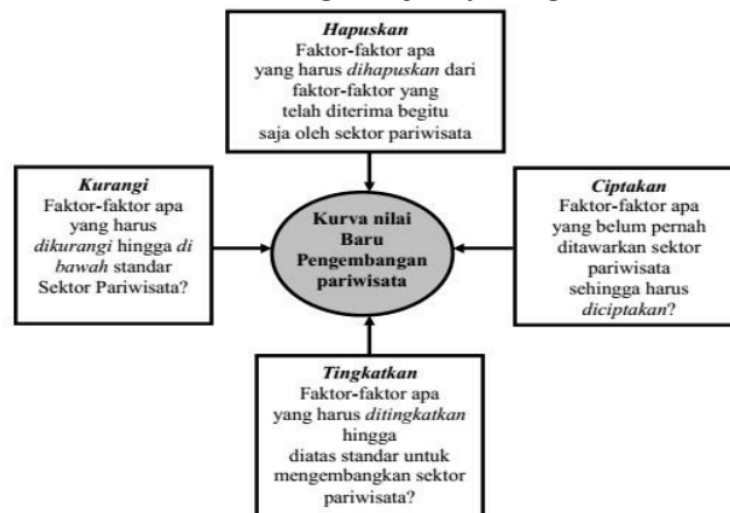 Hapuskan
Faktor-faktor apa
yang harus dihapuskan dari
faktor-faktor yang
telah diterima begitu
saja oleh sektor pariwisata
Kurangi
Faktor-faktor apa
yang harus
dikurangi hingga di
bawah standar
Sektor Pariwisata?
Kurva nilai
Baru
Pengembangan
pariwisata
Ciptakan
Faktor-faktor apa
yang belum pernah
ditawarkan sektor
pariwisata
sehingga harus
diciptakan?
Tingkatkan
Faktor-faktor apa
yang harus ditingkatkan
hingga
diatas standar untuk
mengembangkan sektor
pariwisata?